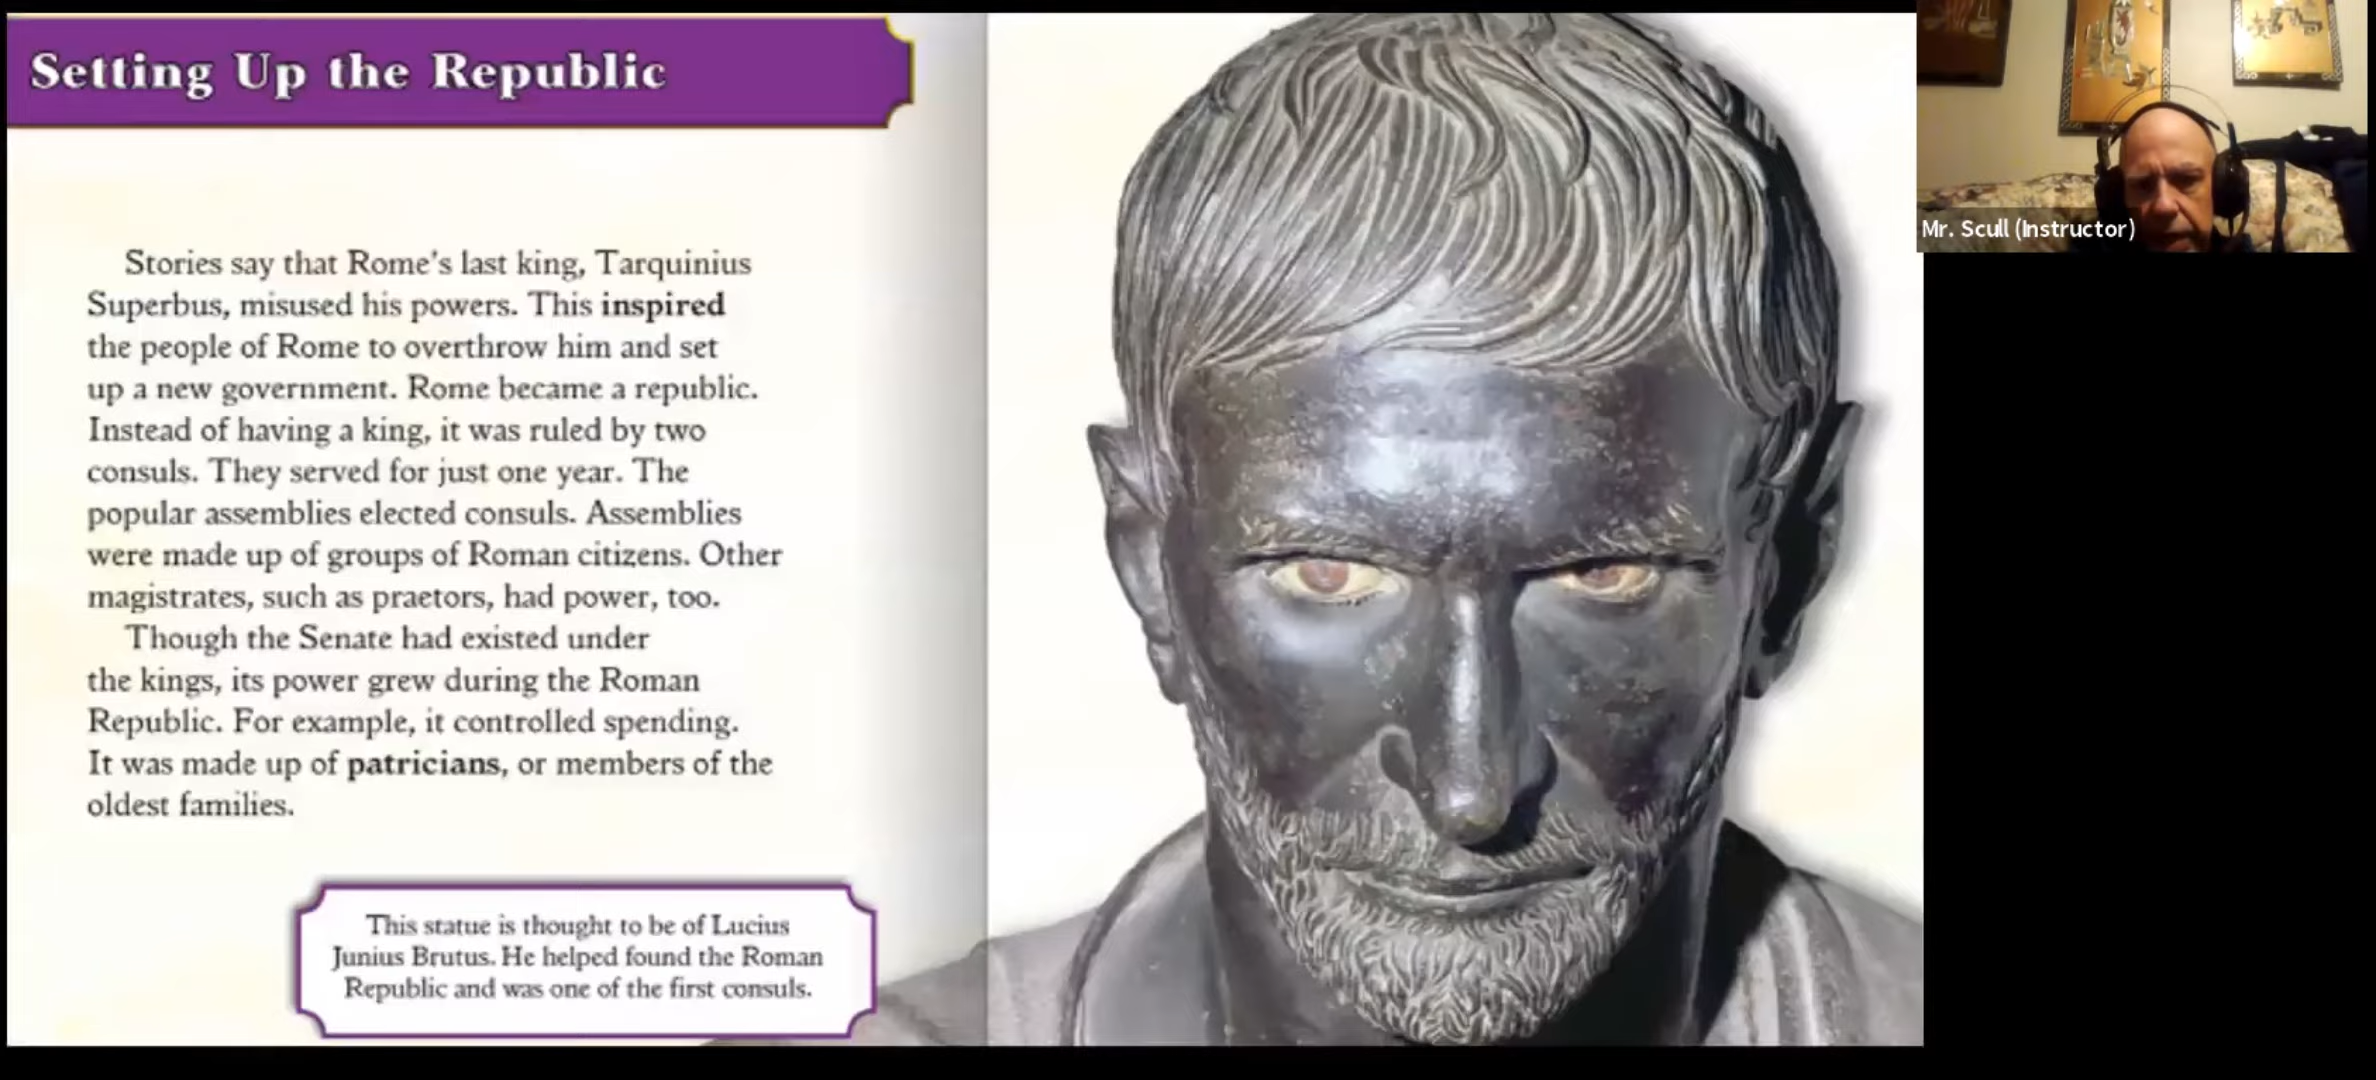 Setting Up the Republic
Stories say that Rome's last king, Tarquinius
Superbus, misused his powers. This inspired
the people of Rome to overthrow him and set
up a new government. Rome became a republic.
Instead of having a king, it was ruled by two
consuls. They served for just one year. The
popular assemblies elected consuls. Assemblies
were made up of groups of Roman citizens. Other
magistrates, such as praetors, had power, too.
Though the Senate had existed under
the kings, its power grew during the Roman
Republic. For example, it controlled spending.
It was made up of patricians, or members of the
oldest families.
This statue is thought to be of Lucius
Junius Brutus. He helped found the Roman
Republic and was one of the first consuls.
Mr. Scull (Instructor)